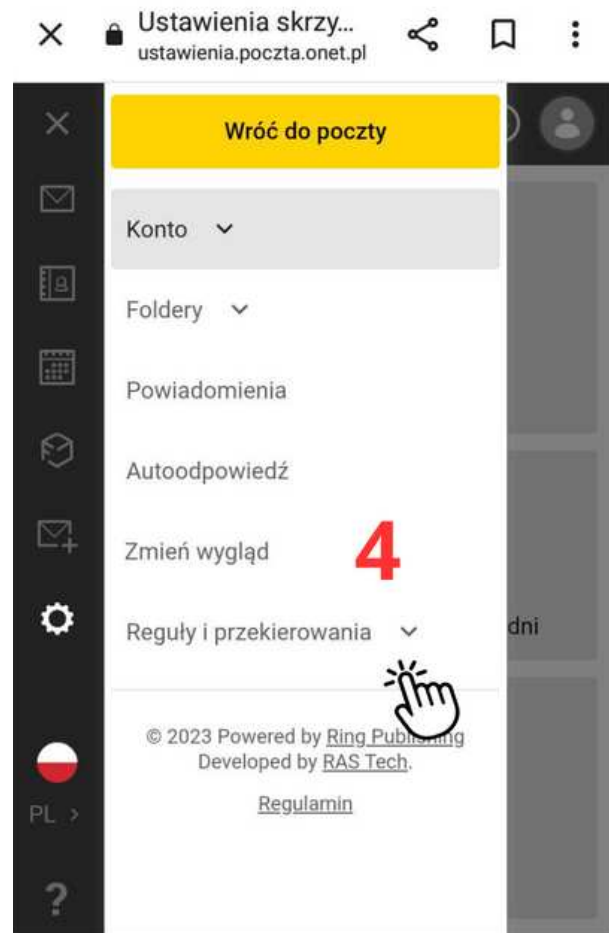 Ustawienia skrzy...
ustawienia.poczta.onet.pl
Wróć do poczty
Konto
Foldery
Powiadomienia
Autoodpowiedź
Zmień wygląd
4
Reguły i przekierowania
dni
© 2023 Powered by Ring Publishing
Developed by RAS Tech.
Regulamin
PL >
?